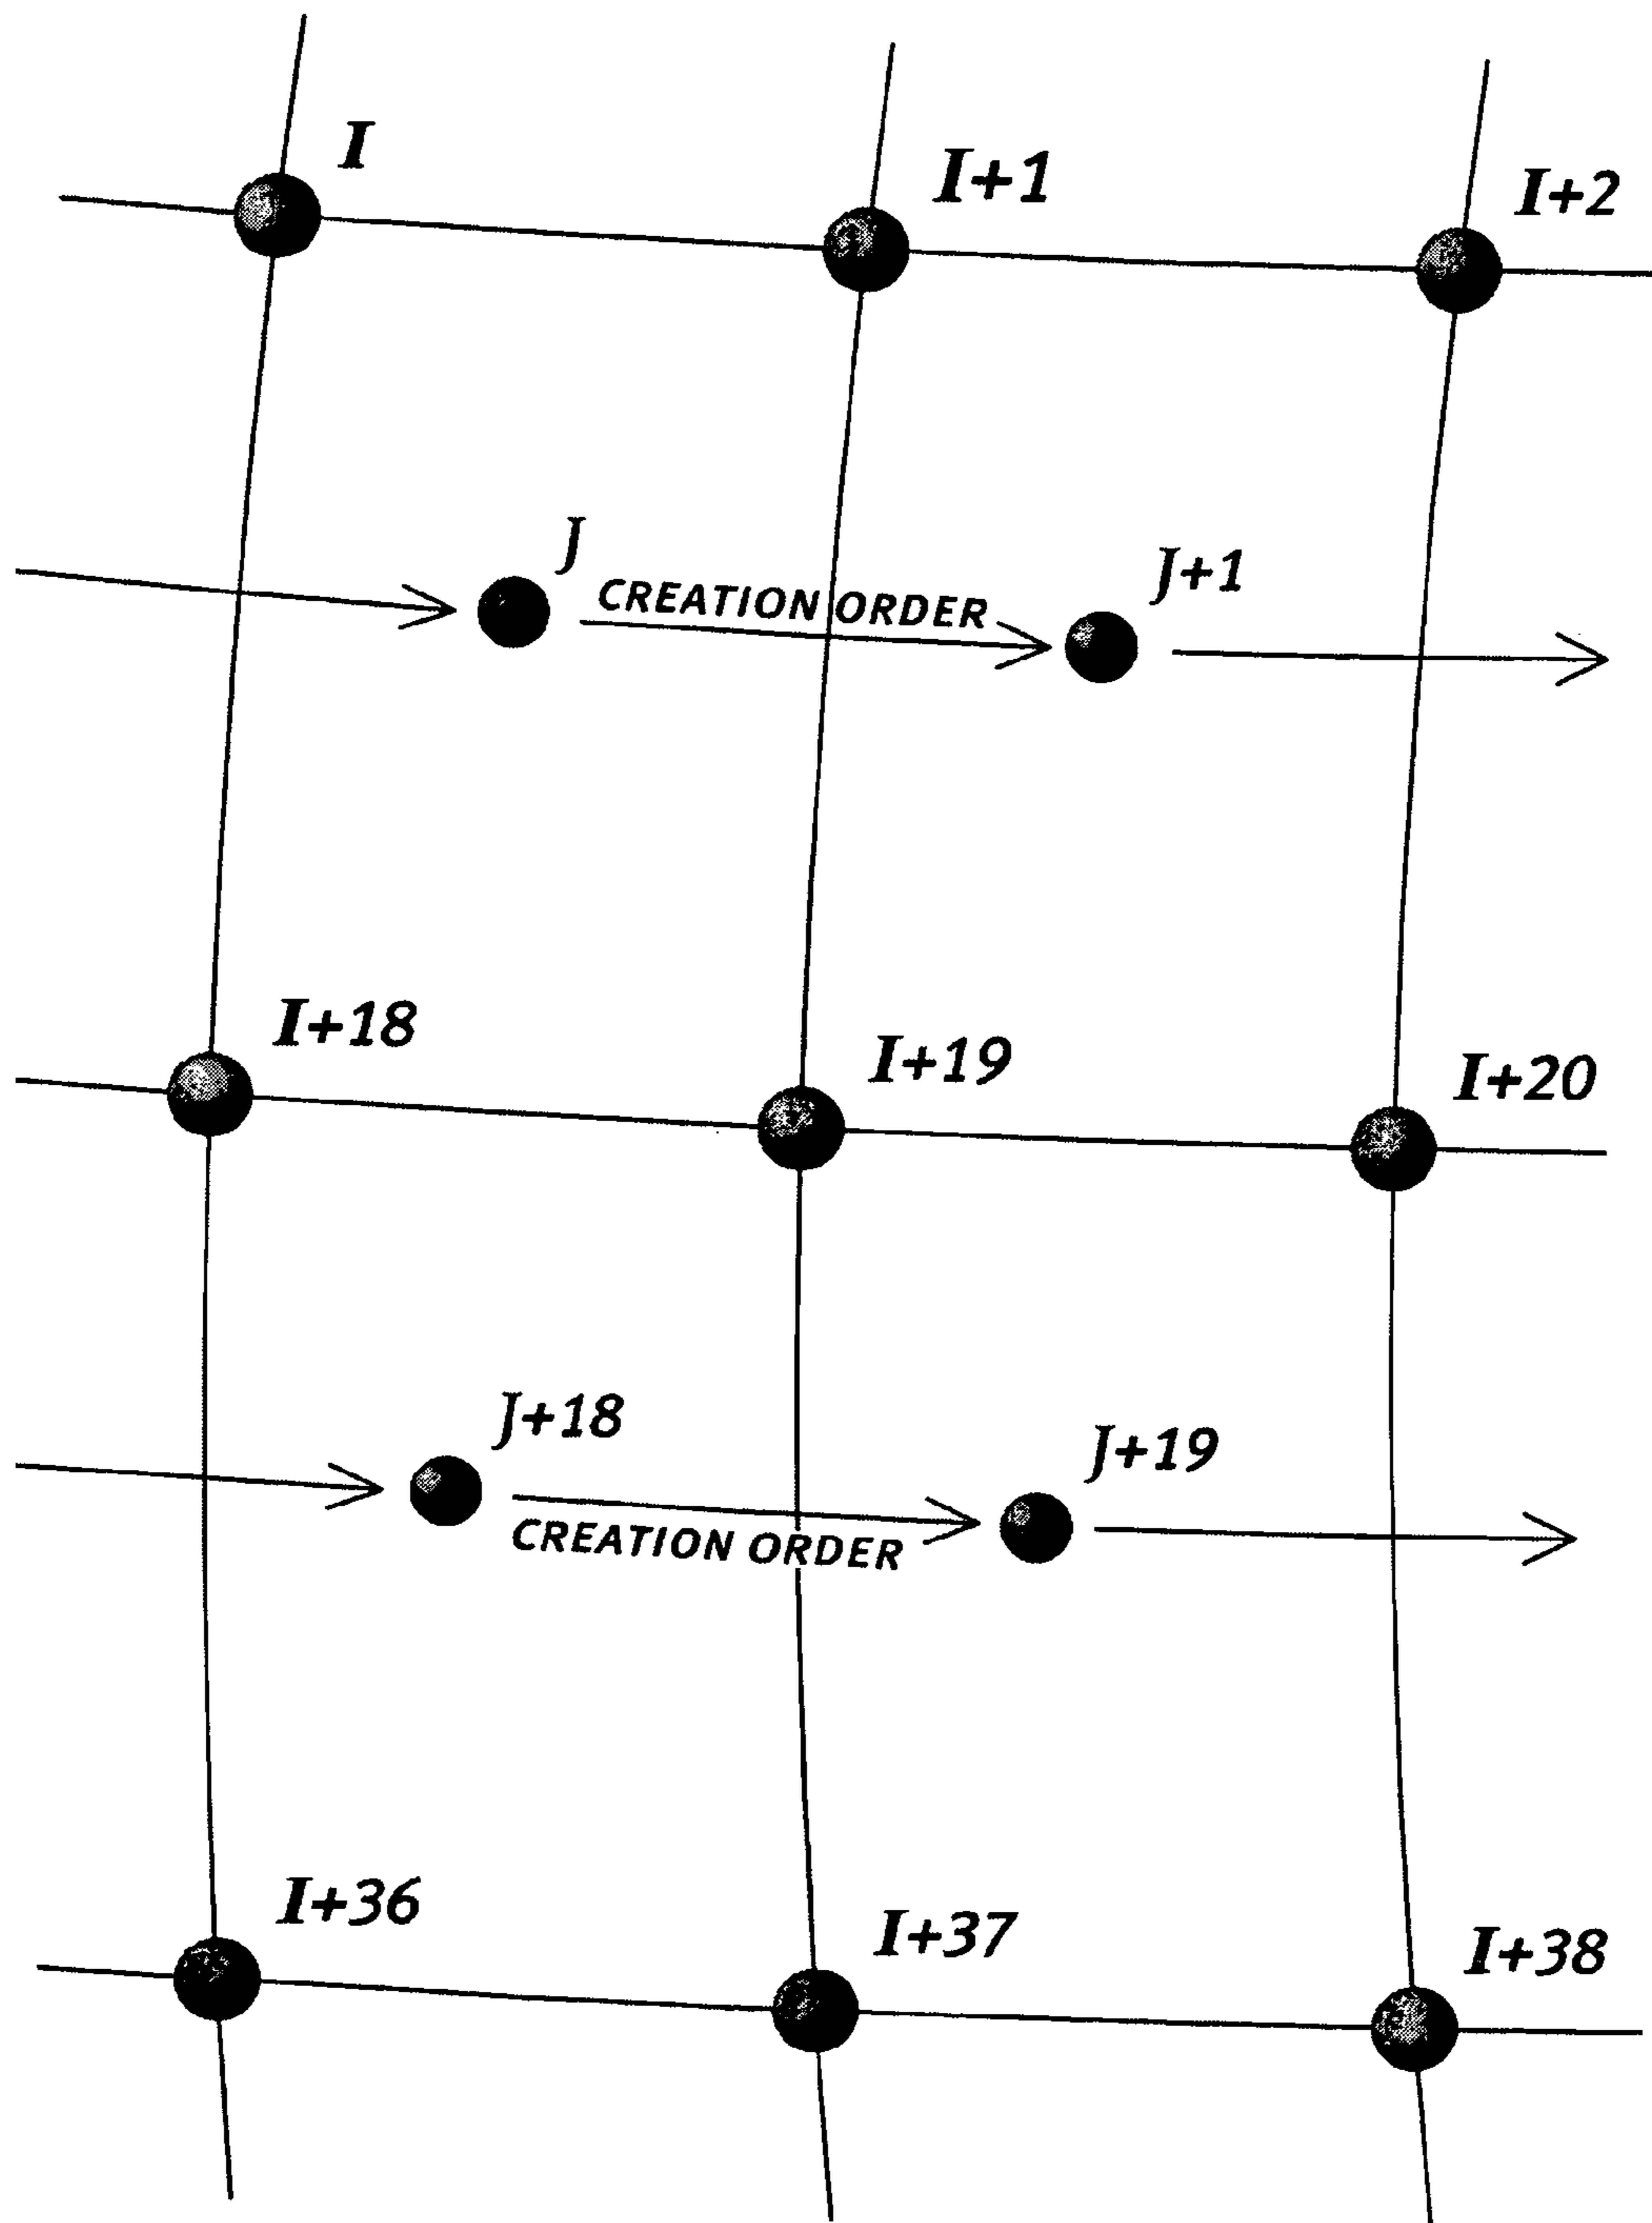 I
I+1
I+2
J
CREATION ORDER
J+1
I+18
I+19
I+20
J+18
CREATION ORDER
J+19
I+36
I+37
I+38